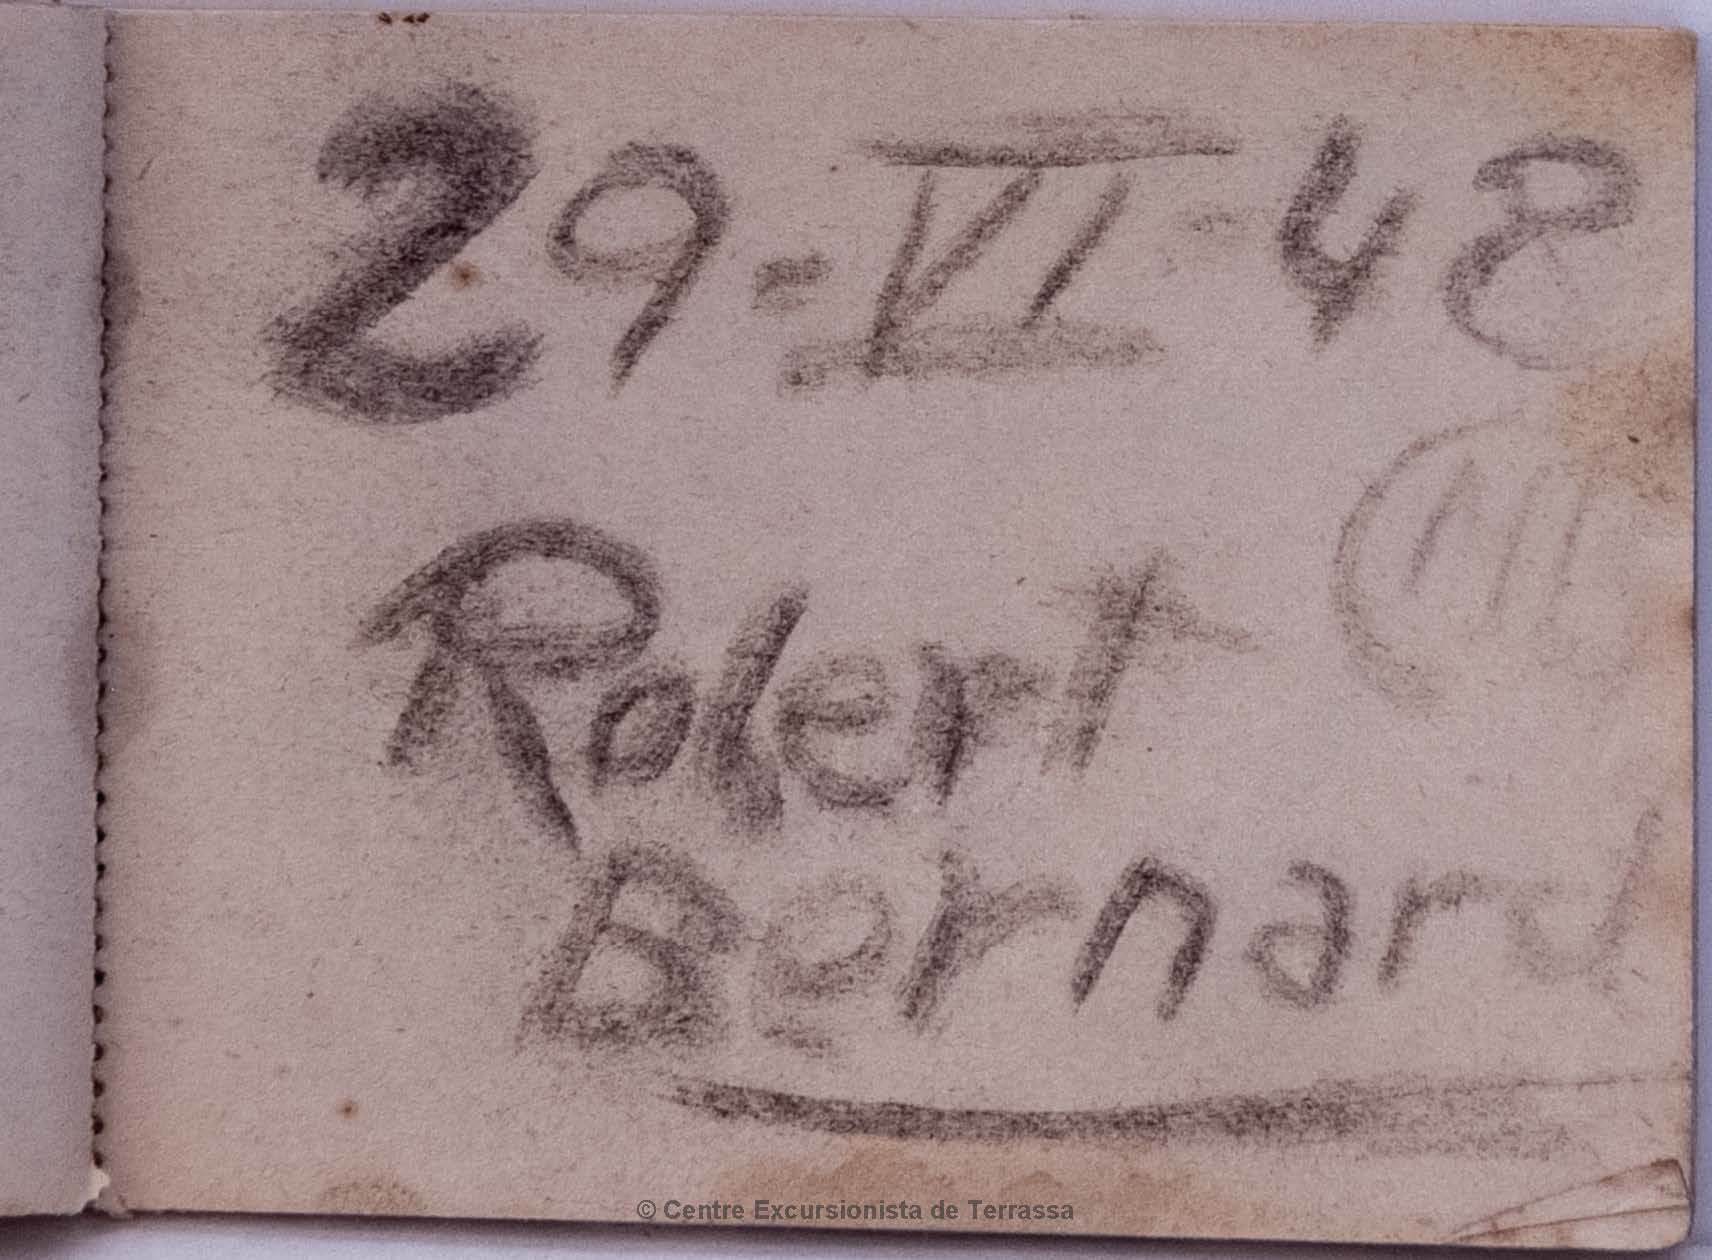 29-VI-48
Robert
Bernard
© Centre Excursionista de Terrassa